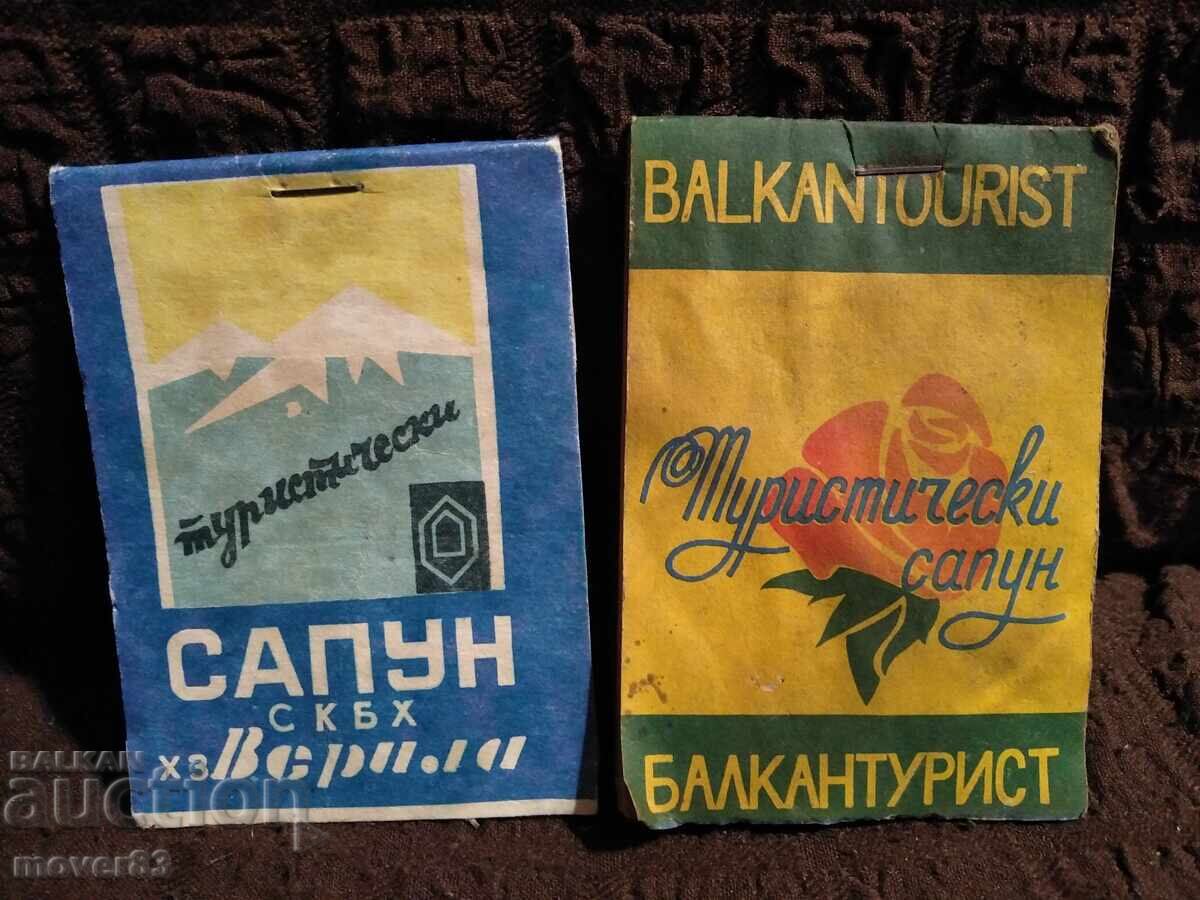 туристически
САПУН
СКБХ
ХЗ Верила
BALKANTOURIST
Туристически
сапун
БАЛКАНТУРИСТ
BALKAN
auction
mover83